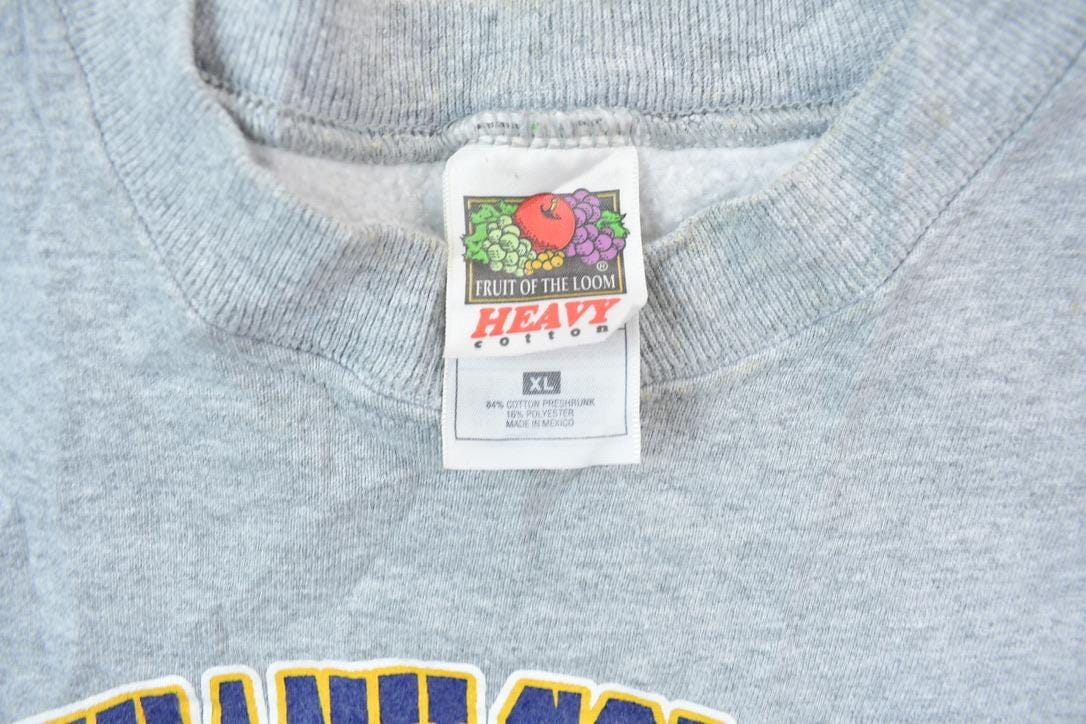 ®
FRUIT OF THE LOOM
HEAVY
cotton
XL
84% COTTON PRESHRUNK
16% POLYESTER
MADE IN MEXICO